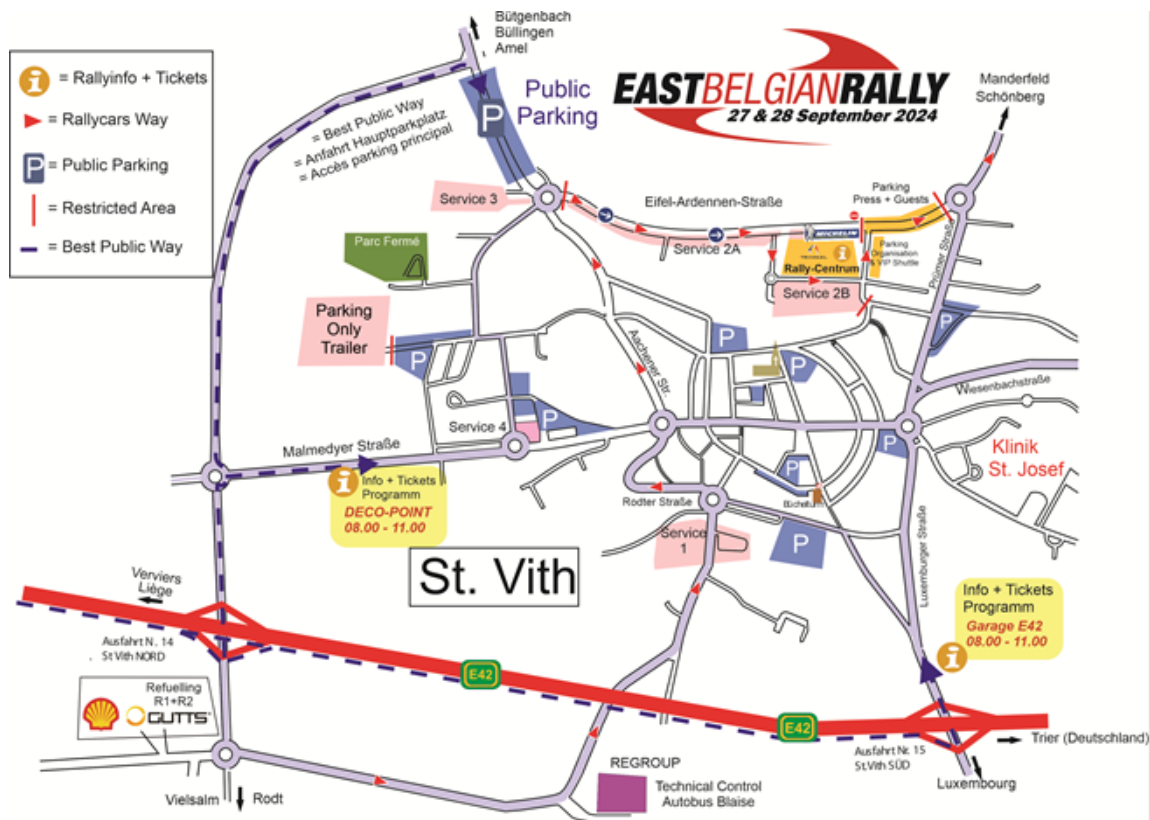 Bütgenbach
Büllingen
Amel
i = Rallyinfo + Tickets
= Rallycars Way
P = Public Parking
= Restricted Area
= Best Public Way
Public
Parking
P
EASTBELGIANRALLY
27 & 28 September 2024
Manderfeld
Schönberg
= Best Public Way
= Anfahrt Hauptparkplatz
= Accès parking principal
Service 3
Eifel-Ardennen-Straße
Parking
Press + Guests
MICHELIN
Service 2A
Parking
Organisation
& VIP Shuttle
i
Rally-Centrum
Service 2B
Prümer Straße
Parc Fermé
Parking
Only
Trailer
P
P
P
P
Aachener Str.
Wiesenbachstraße
Service 4
P
Malmedyer Straße
P
Klinik
St. Josef
i
Info + Tickets
Programm
DECO-POINT
08.00 - 11.00
P
Rodter Straße
Büchelturm
Service
1
P
Luxemburger Straße
St. Vith
Verviers
Liège
Info + Tickets
Programm
Garage E42
08.00 - 11.00
i
Ausfahrt N. 14
St.Vith NORD
E42
Refuelling
R1+R2
GUTTS
E42
Trier (Deutschland)
Ausfahrt Nr. 15
St.Vith SÜD
Luxembourg
REGROUP
Technical Control
Autobus Blaise
Vielsalm
Rodt